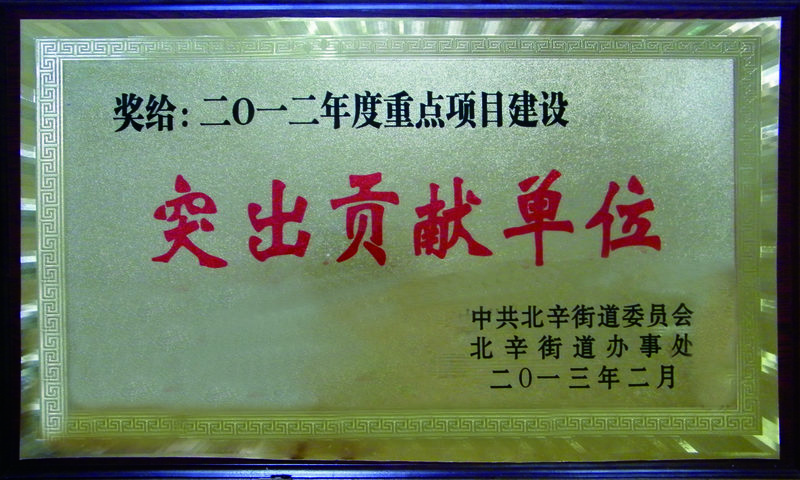 奖给：二〇一二年度重点项目建设
突出贡献单位
中共北辛街道委员会
北辛街道办事处
二〇一三年二月